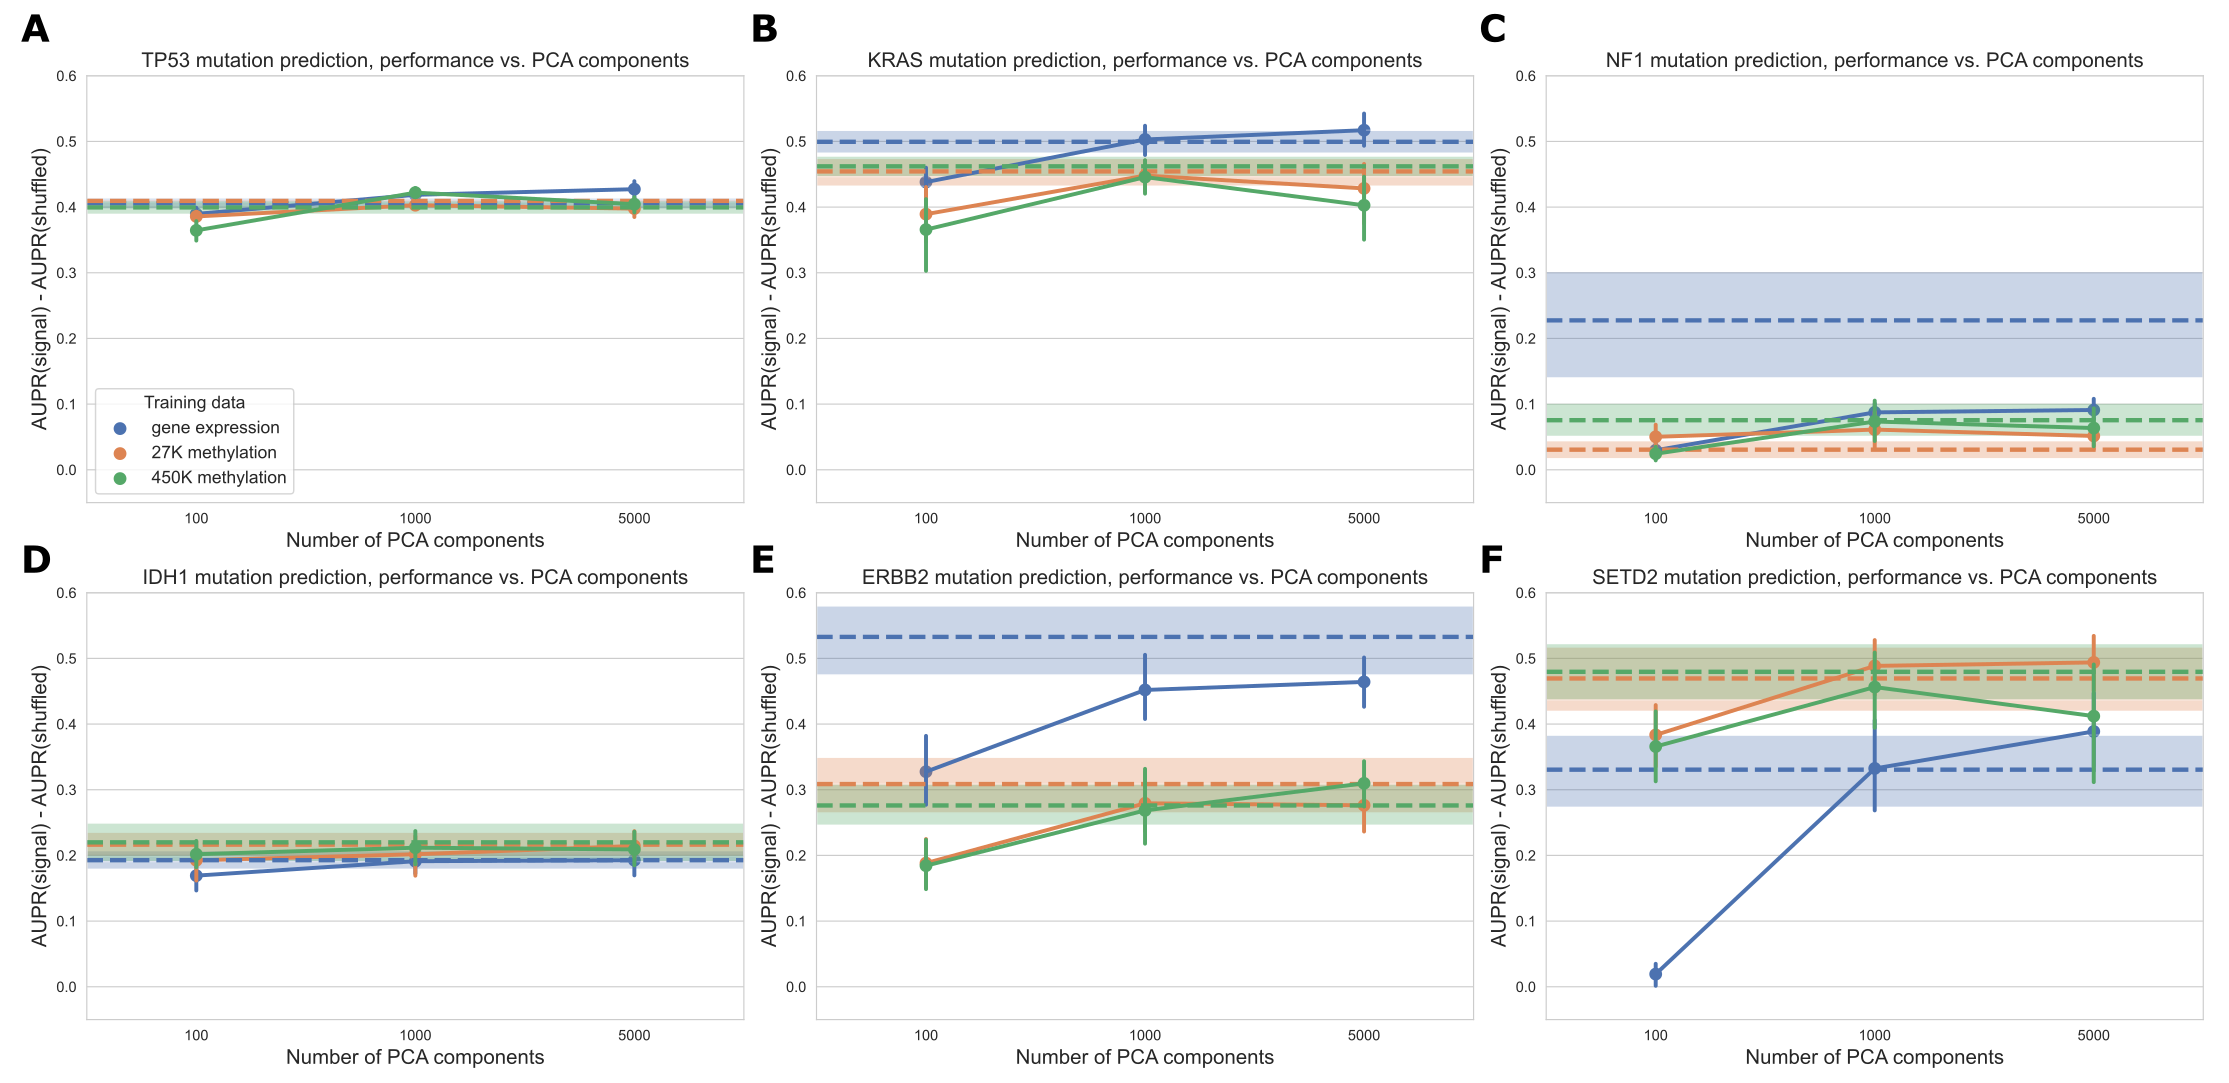 A
TP53 mutation prediction, performance vs. PCA components
AUPR(signal) - AUPR(shuffled)
0.6
0.5
0.4
0.3
0.2
0.1
0.0
Training data
gene expression
27K methylation
450K methylation
100 1000 5000
Number of PCA components
B
KRAS mutation prediction, performance vs. PCA components
AUPR(signal) - AUPR(shuffled)
0.6
0.5
0.4
0.3
0.2
0.1
0.0
100 1000 5000
Number of PCA components
C
NF1 mutation prediction, performance vs. PCA components
AUPR(signal) - AUPR(shuffled)
0.6
0.5
0.4
0.3
0.2
0.1
0.0
100 1000 5000
Number of PCA components
D
IDH1 mutation prediction, performance vs. PCA components
AUPR(signal) - AUPR(shuffled)
0.6
0.5
0.4
0.3
0.2
0.1
0.0
100 1000 5000
Number of PCA components
E
ERBB2 mutation prediction, performance vs. PCA components
AUPR(signal) - AUPR(shuffled)
0.6
0.5
0.4
0.3
0.2
0.1
0.0
100 1000 5000
Number of PCA components
F
SETD2 mutation prediction, performance vs. PCA components
AUPR(signal) - AUPR(shuffled)
0.6
0.5
0.4
0.3
0.2
0.1
0.0
100 1000 5000
Number of PCA components